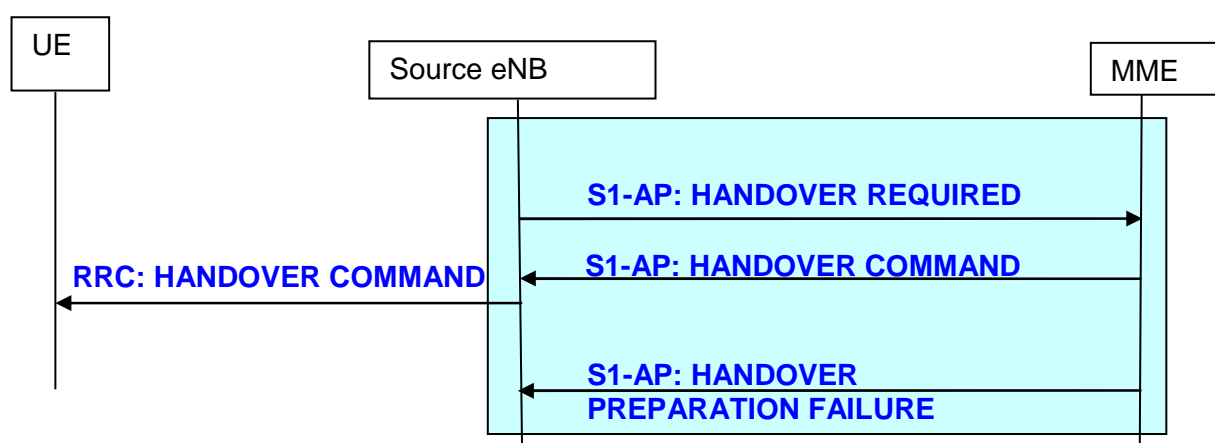 UE
Source eNB
MME
S1-AP: HANDOVER REQUIRED
S1-AP: HANDOVER COMMAND
RRC: HANDOVER COMMAND
S1-AP: HANDOVER
PREPARATION FAILURE